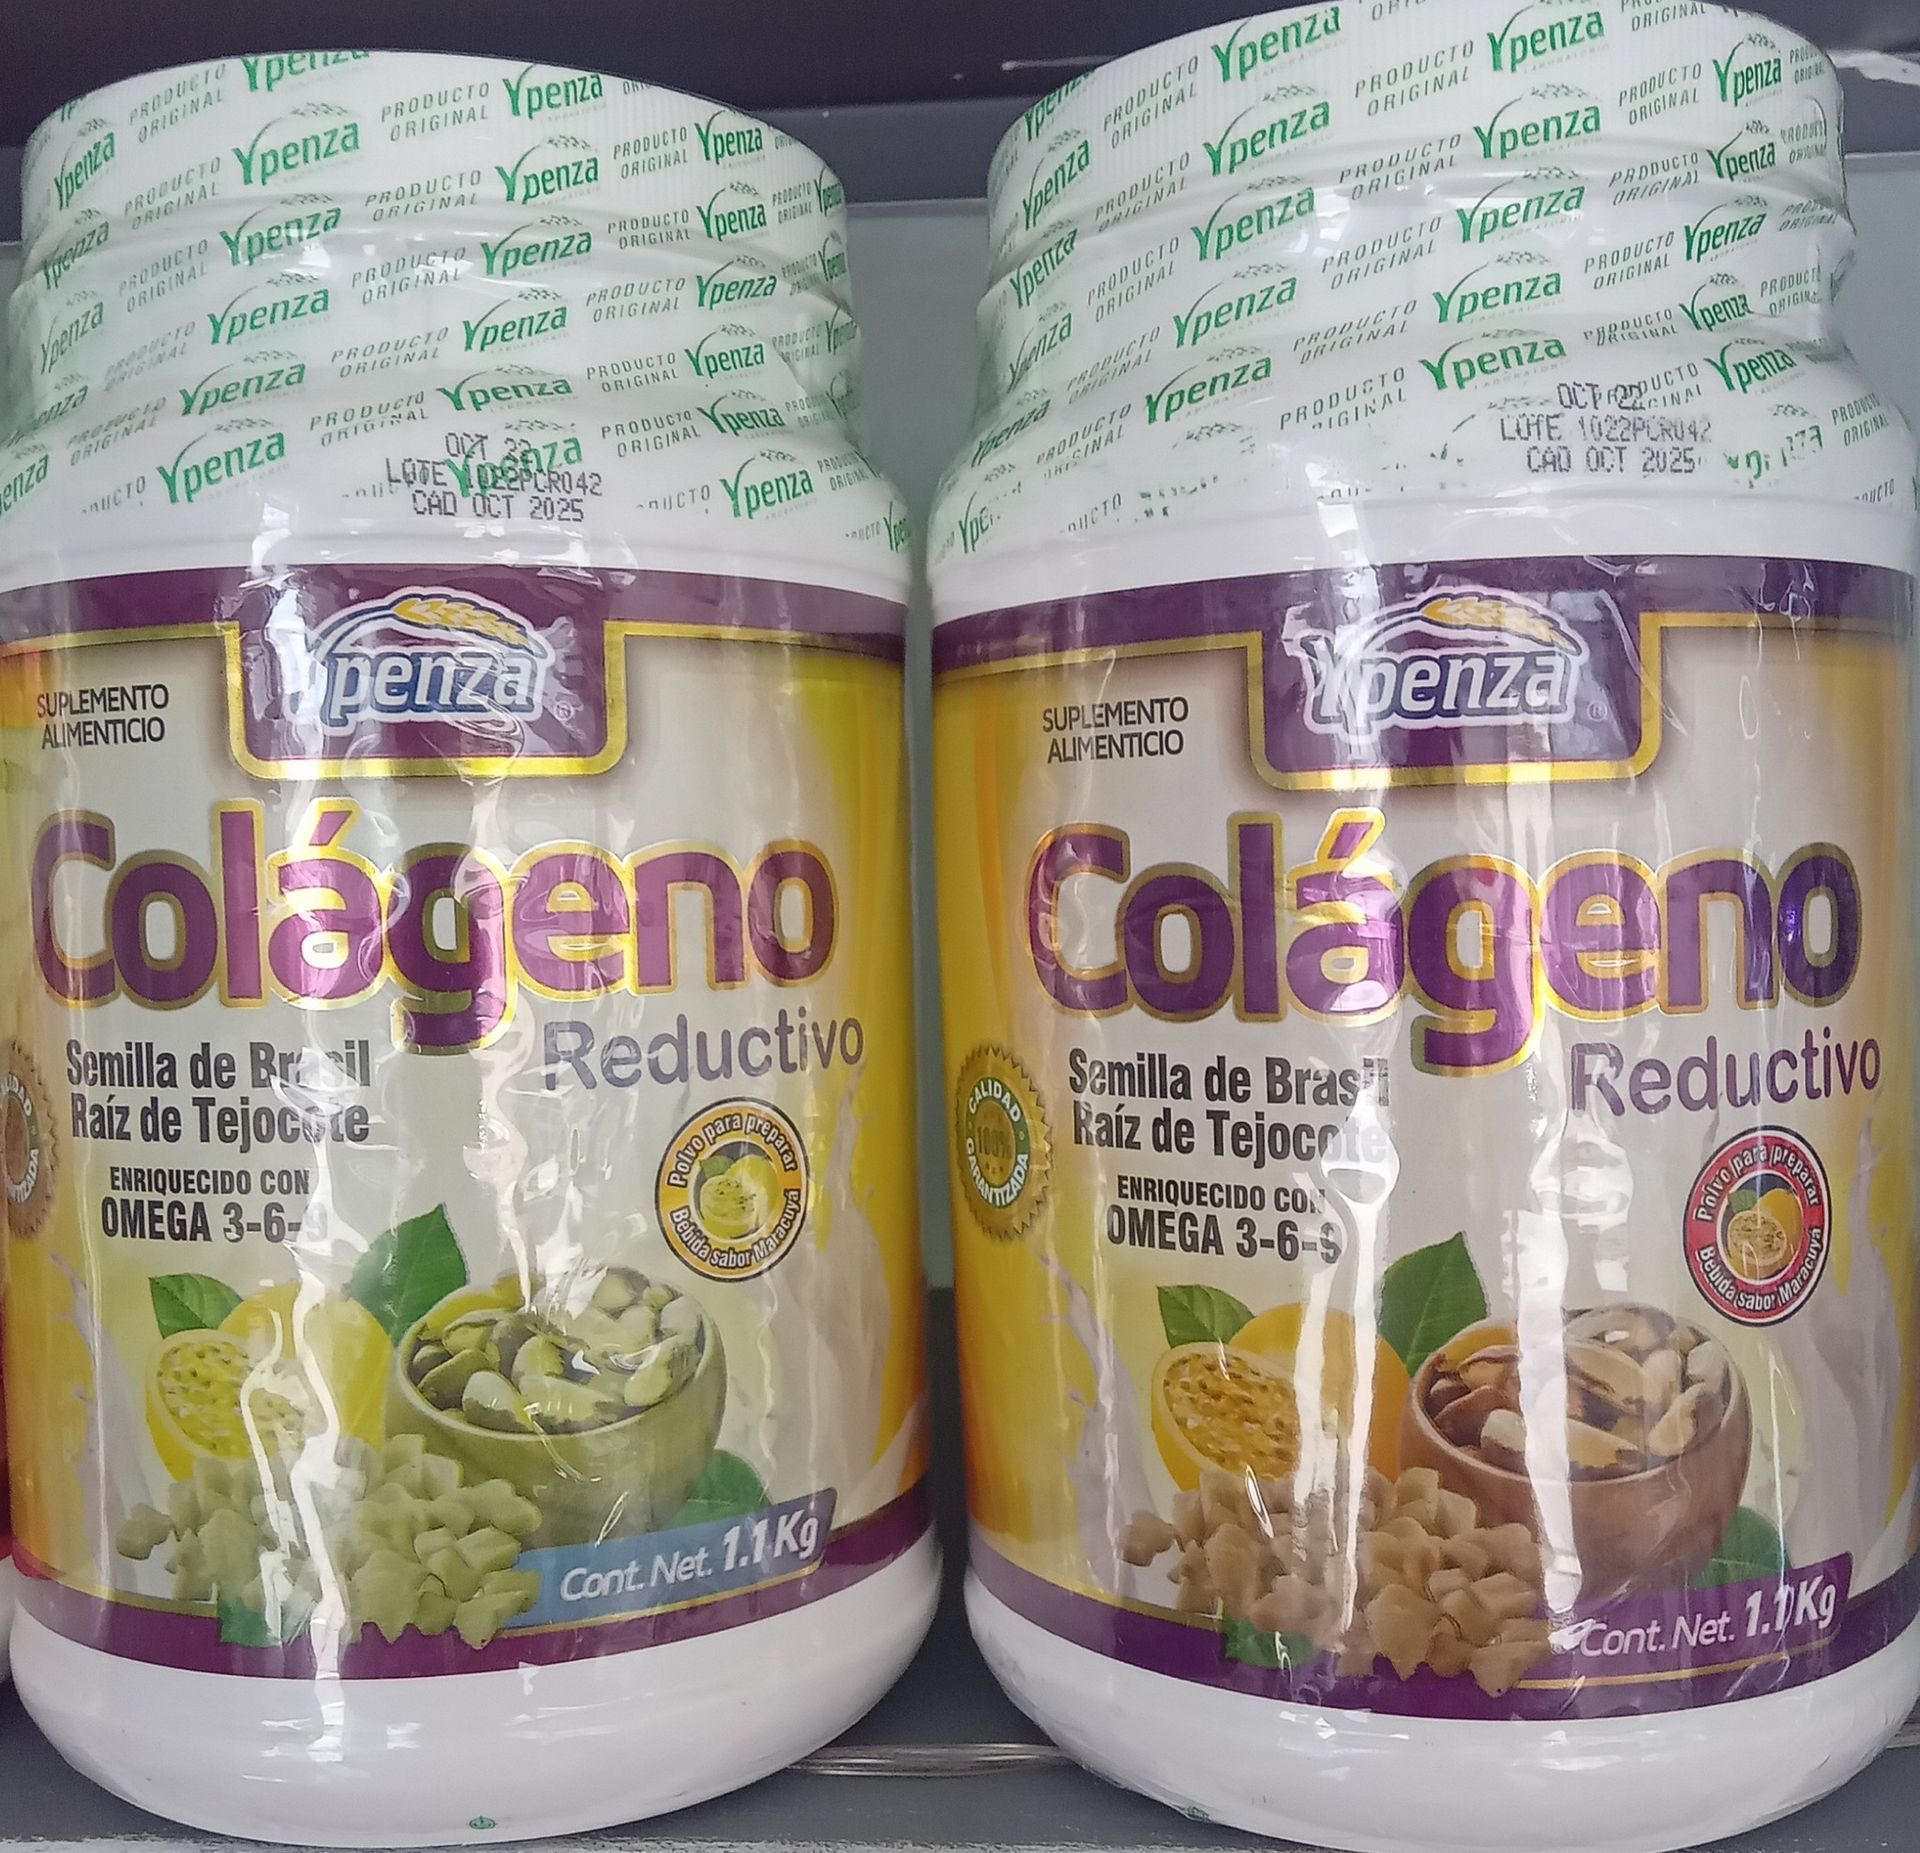 PRODUCTO ORIGINAL Ypenza
OCT 22
LOTE 1022PCR042
CAD OCT 2025
Ypenza
SUPLEMENTO
ALIMENTICIO
Colágeno
Reductivo
Semilla de Brasil
Raíz de Tejocote
ENRIQUECIDO CON
OMEGA 3-6-9
Polvo para preparar
Bebida sabor Maracuyá
Cont. Net. 1.1 Kg
PRODUCTO ORIGINAL Ypenza
OCT 22
LOTE 1022PCR042
CAD OCT 2025
Ypenza
SUPLEMENTO
ALIMENTICIO
Colágeno
Reductivo
Semilla de Brasil
Raíz de Tejocote
CALIDAD
100%
GARANTIZADA
ENRIQUECIDO CON
OMEGA 3-6-9
Polvo para preparar
Bebida sabor Maracuyá
Cont. Net. 1.1 Kg